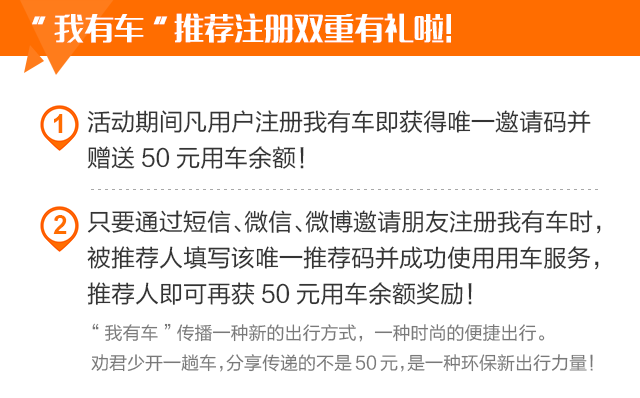 “我有车”推荐注册双重有礼啦!
1 活动期间凡用户注册我有车即获得唯一邀请码并
赠送 50 元用车余额!
2 只要通过短信、微信、微博邀请朋友注册我有车时,
被推荐人填写该唯一推荐码并成功使用用车服务,
推荐人即可再获 50 元用车余额奖励!
“我有车”传播一种新的出行方式，一种时尚的便捷出行。
劝君少开一趟车,分享传递的不是50元,是一种环保新出行力量!